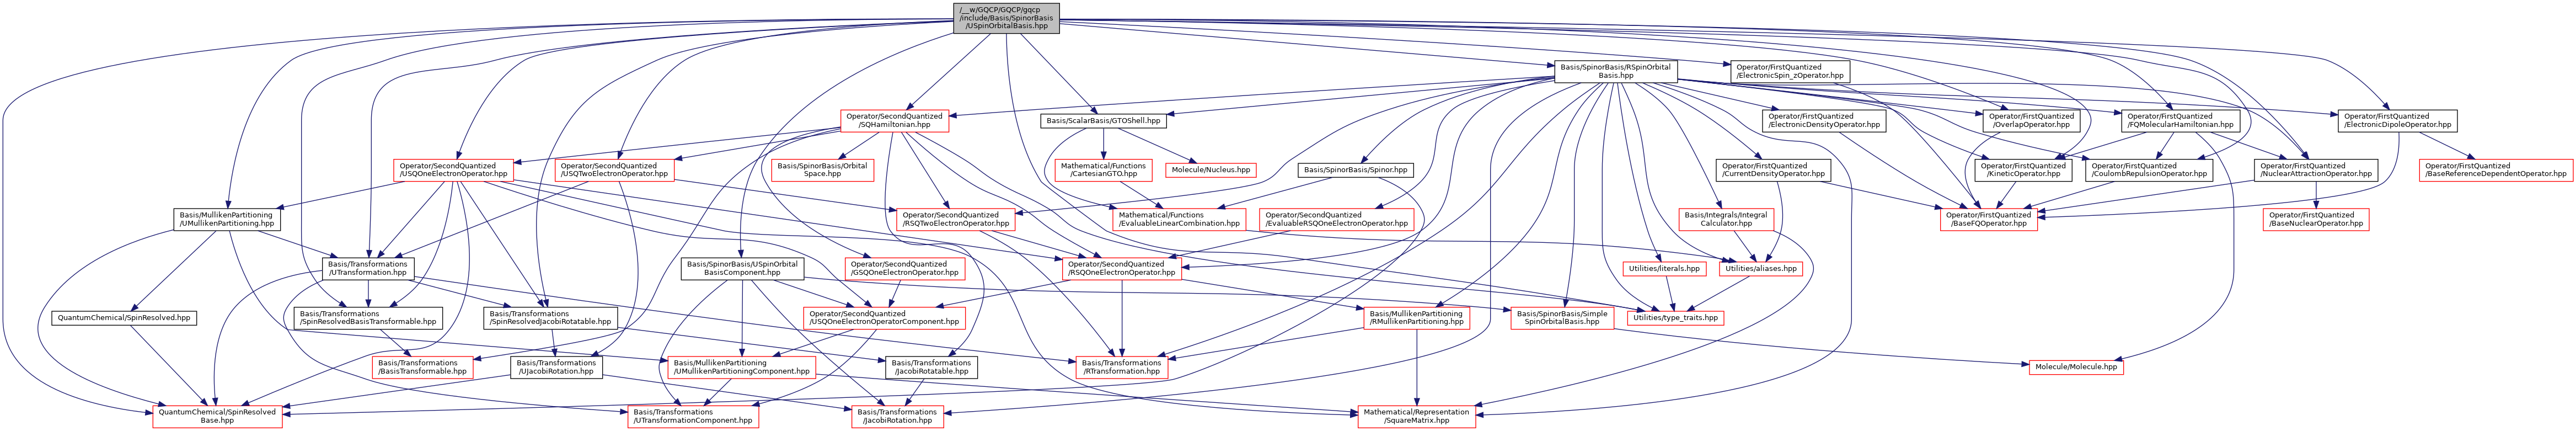 /__w/GQCP/GQCP/gqcp
/include/Basis/SpinorBasis
/USpinOrbitalBasis.hpp
Basis/SpinorBasis/RSpinOrbital
Basis.hpp
Operator/FirstQuantized
/ElectronicSpin_zOperator.hpp
Operator/SecondQuantized
/SQHamiltonian.hpp
Basis/ScalarBasis/GTOShell.hpp
Operator/FirstQuantized
/ElectronicDensityOperator.hpp
Operator/FirstQuantized
/OverlapOperator.hpp
Operator/FirstQuantized
/FQMolecularHamiltonian.hpp
Operator/FirstQuantized
/ElectronicDipoleOperator.hpp
Operator/SecondQuantized
/USQOneElectronOperator.hpp
Operator/SecondQuantized
/USQTwoElectronOperator.hpp
Basis/SpinorBasis/Orbital
Space.hpp
Mathematical/Functions
/CartesianGTO.hpp
Molecule/Nucleus.hpp
Basis/SpinorBasis/Spinor.hpp
Operator/FirstQuantized
/CurrentDensityOperator.hpp
Operator/FirstQuantized
/KineticOperator.hpp
Operator/FirstQuantized
/CoulombRepulsionOperator.hpp
Operator/FirstQuantized
/NuclearAttractionOperator.hpp
Operator/FirstQuantized
/BaseReferenceDependentOperator.hpp
Basis/MullikenPartitioning
/UMullikenPartitioning.hpp
Operator/SecondQuantized
/RSQTwoElectronOperator.hpp
Mathematical/Functions
/EvaluableLinearCombination.hpp
Operator/SecondQuantized
/EvaluableRSQOneElectronOperator.hpp
Basis/Integrals/Integral
Calculator.hpp
Operator/FirstQuantized
/BaseFQOperator.hpp
Operator/FirstQuantized
/BaseNuclearOperator.hpp
Basis/Transformations
/UTransformation.hpp
Basis/SpinorBasis/USpinOrbital
BasisComponent.hpp
Operator/SecondQuantized
/GSQOneElectronOperator.hpp
Operator/SecondQuantized
/RSQOneElectronOperator.hpp
Utilities/literals.hpp
Utilities/aliases.hpp
QuantumChemical/SpinResolved.hpp
Basis/Transformations
/SpinResolvedBasisTransformable.hpp
Basis/Transformations
/SpinResolvedJacobiRotatable.hpp
Operator/SecondQuantized
/USQOneElectronOperatorComponent.hpp
Basis/MullikenPartitioning
/RMullikenPartitioning.hpp
Basis/SpinorBasis/Simple
SpinOrbitalBasis.hpp
Utilities/type_traits.hpp
Basis/Transformations
/BasisTransformable.hpp
Basis/Transformations
/UJacobiRotation.hpp
Basis/MullikenPartitioning
/UMullikenPartitioningComponent.hpp
Basis/Transformations
/JacobiRotatable.hpp
Basis/Transformations
/RTransformation.hpp
Molecule/Molecule.hpp
QuantumChemical/SpinResolved
Base.hpp
Basis/Transformations
/UTransformationComponent.hpp
Basis/Transformations
/JacobiRotation.hpp
Mathematical/Representation
/SquareMatrix.hpp